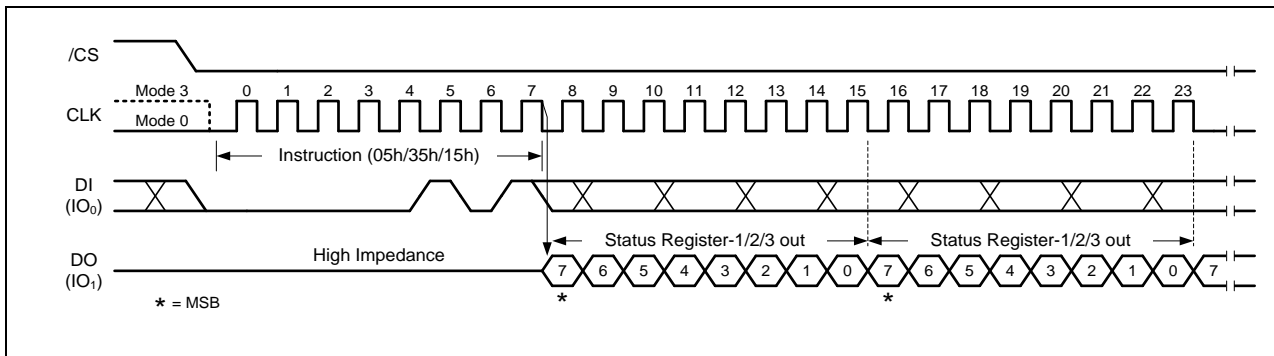 /CS
Mode 3
0 1 2 3 4 5 6 7 8 9 10 11 12 13 14 15 16 17 18 19 20 21 22 23
CLK
Mode 0
Instruction (05h/35h/15h)
DI
(IO₀)
Status Register-1/2/3 out Status Register-1/2/3 out
High Impedance
DO
(IO₁)
7 6 5 4 3 2 1 0 7 6 5 4 3 2 1 0 7
* *
* = MSB